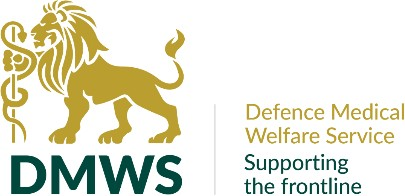 DMWS
Defence Medical
Welfare Service
Supporting
the frontline